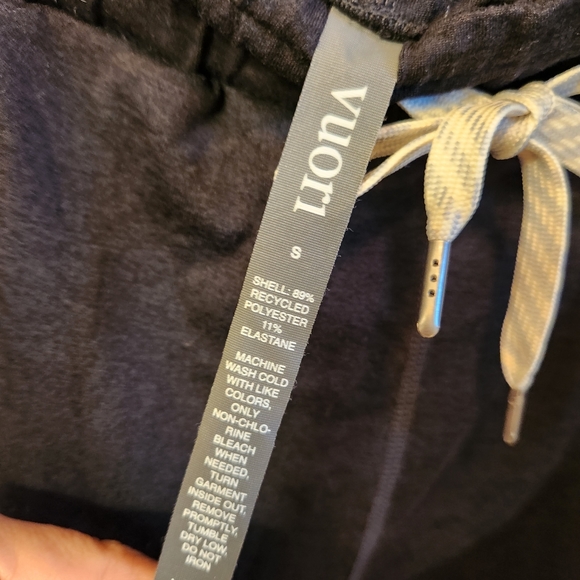 vuori
S
SHELL: 89%
RECYCLED
POLYESTER
11%
ELASTANE
MACHINE
WASH COLD
WITH LIKE
COLORS,
ONLY
NON-CHLO-
RINE
BLEACH
WHEN
NEEDED,
TURN
GARMENT
INSIDE OUT,
REMOVE
PROMPTLY,
TUMBLE
DRY LOW,
DO NOT
IRON